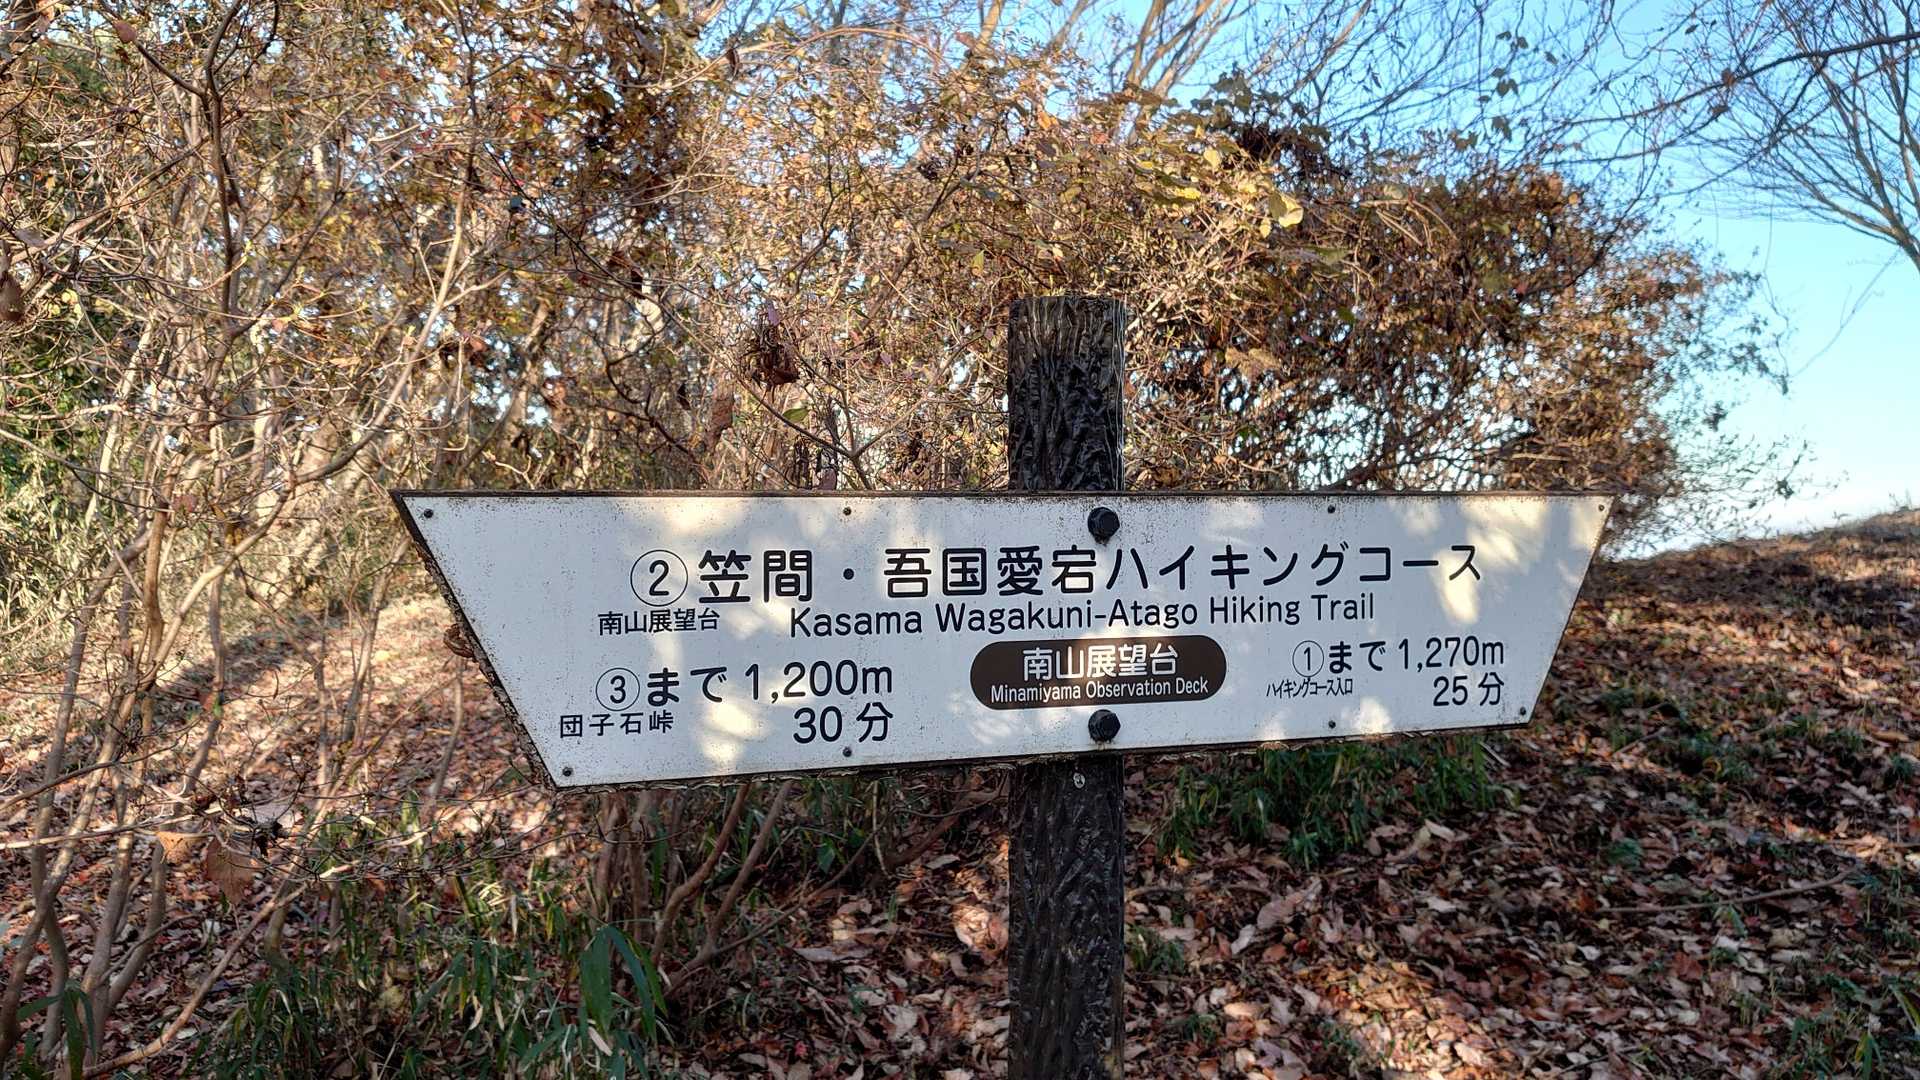 ②笠間・吾国愛宕ハイキングコース
南山展望台 Kasama Wagakuni-Atago Hiking Trail
③まで 1,200m
団子石峠 30分
南山展望台
Minamiyama Observation Deck
①まで 1,270m
ハイキングコース入口 25分